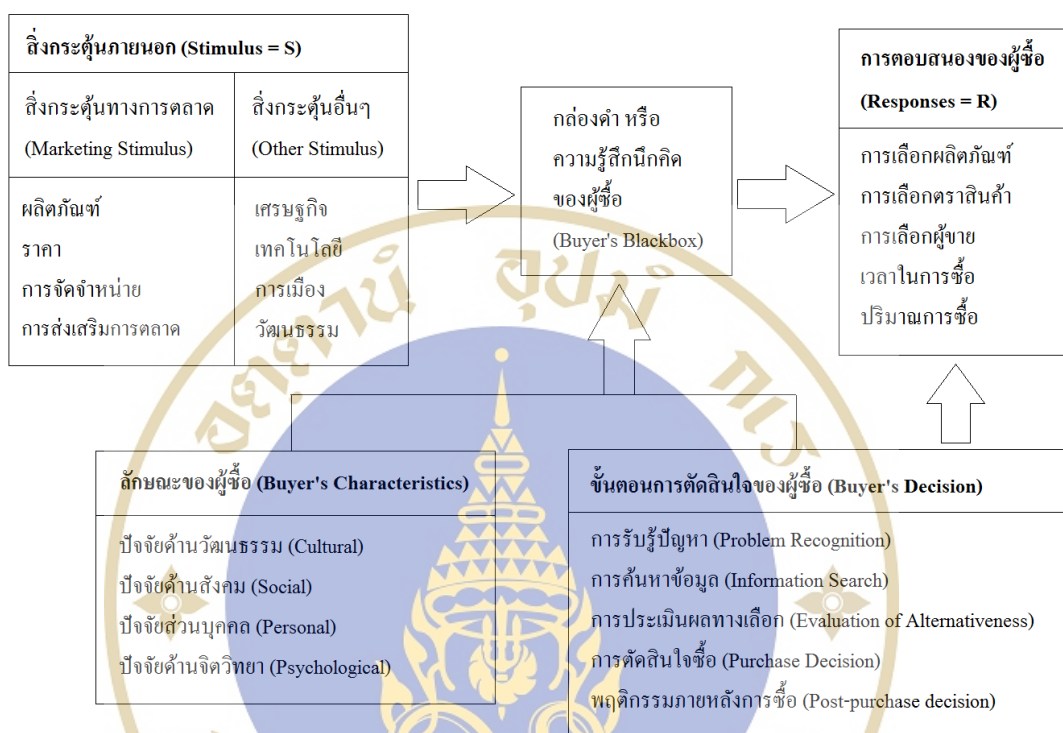 สิ่งกระตุ้นภายนอก (Stimulus = S)
สิ่งกระตุ้นทางการตลาด
(Marketing Stimulus)
สิ่งกระตุ้นอื่นๆ
(Other Stimulus)
ผลิตภัณฑ์
ราคา
การจัดจำหน่าย
การส่งเสริมการตลาด
เศรษฐกิจ
เทคโนโลยี
การเมือง
วัฒนธรรม
กล่องดำ หรือ
ความรู้สึกนึกคิด
ของผู้ซื้อ
(Buyer's Blackbox)
การตอบสนองของผู้ซื้อ
(Responses = R)
การเลือกผลิตภัณฑ์
การเลือกตราสินค้า
การเลือกผู้ขาย
เวลาในการซื้อ
ปริมาณการซื้อ
อตฺตานํ อุปมํ กเร
ลักษณะของผู้ซื้อ (Buyer's Characteristics)
ปัจจัยด้านวัฒนธรรม (Cultural)
ปัจจัยด้านสังคม (Social)
ปัจจัยส่วนบุคคล (Personal)
ปัจจัยด้านจิตวิทยา (Psychological)
ขั้นตอนการตัดสินใจของผู้ซื้อ (Buyer's Decision)
การรับรู้ปัญหา (Problem Recognition)
การค้นหาข้อมูล (Information Search)
การประเมินผลทางเลือก (Evaluation of Alternativeness)
การตัดสินใจซื้อ (Purchase Decision)
พฤติกรรมภายหลังการซื้อ (Post-purchase decision)